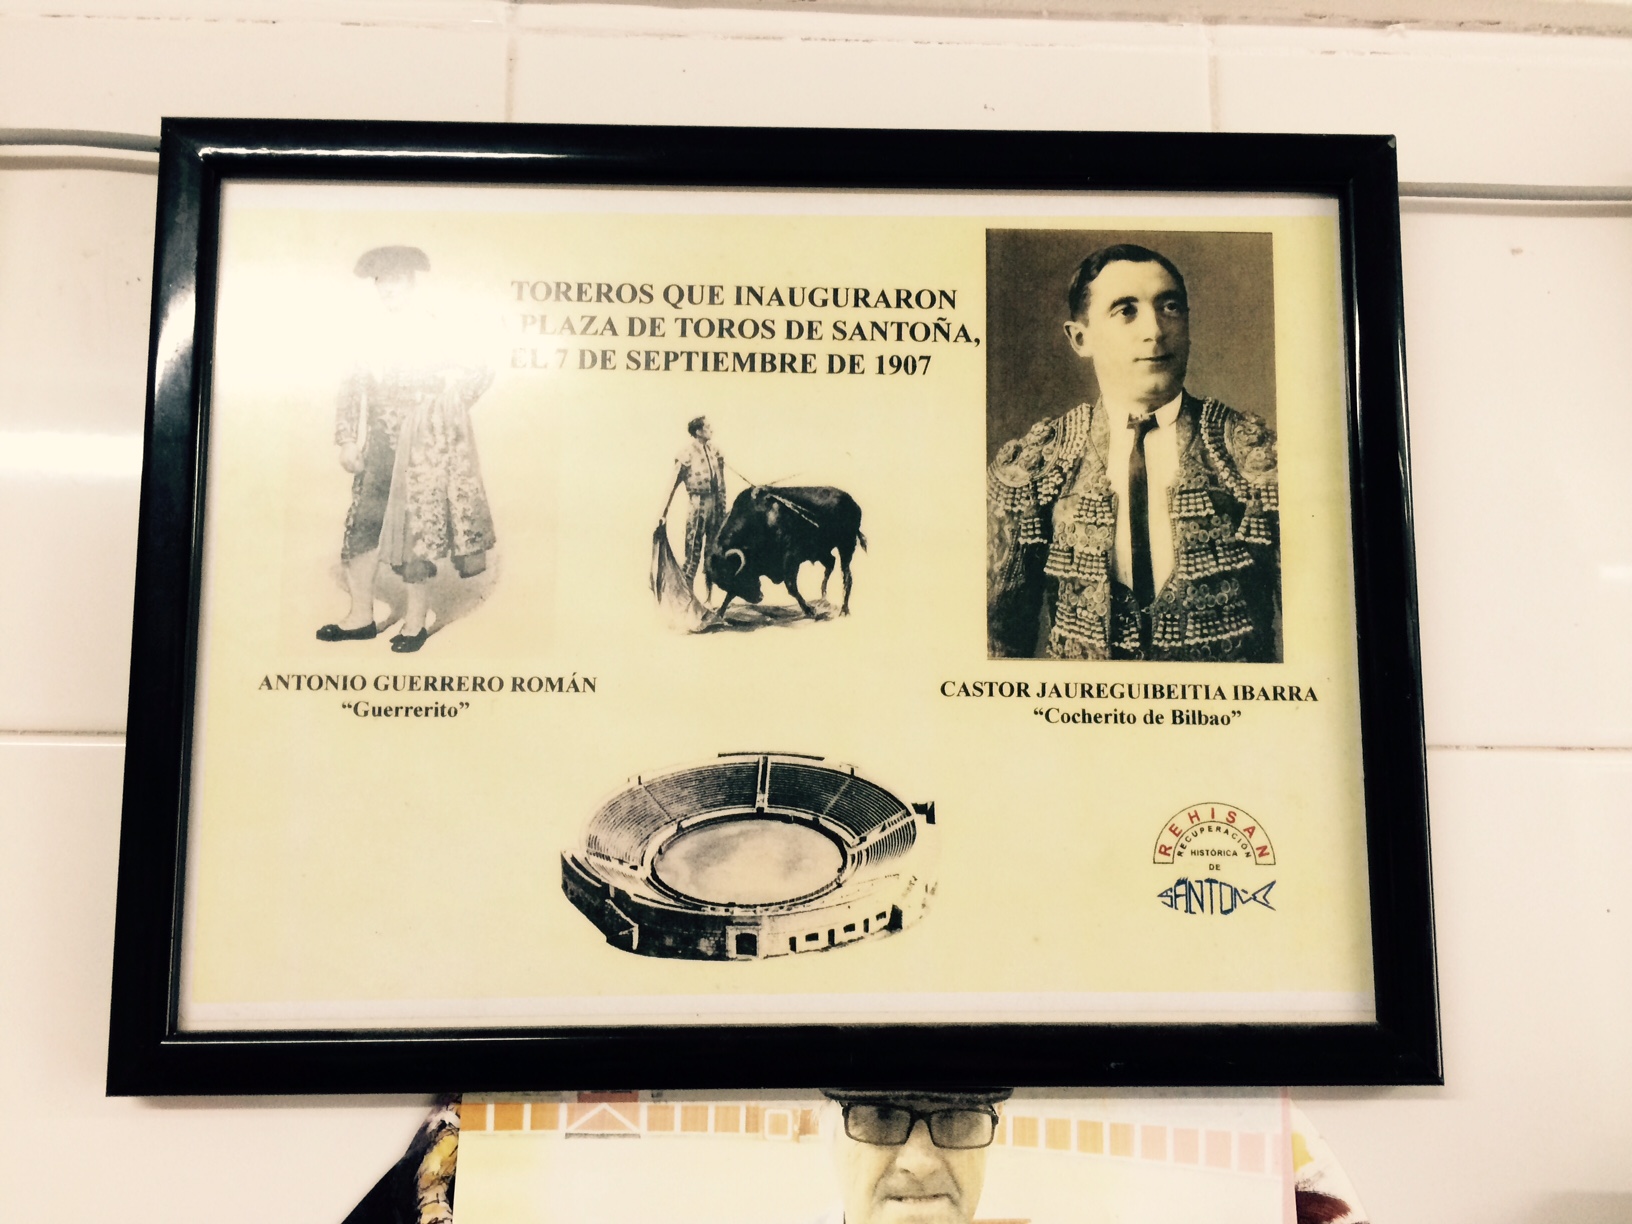 TOREROS QUE INAUGURARON
PLAZA DE TOROS DE SANTOÑA,
EL 7 DE SEPTIEMBRE DE 1907
ANTONIO GUERRERO ROMÁN
“Guerrerito”
CASTOR JAUREGUIBEITIA IBARRA
“Cocherito de Bilbao”
REHISAN
RECUPERACIÓN
HISTÓRICA
DE
SANTOÑA